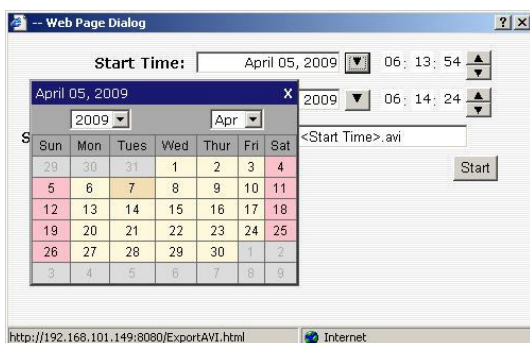 -- Web Page Dialog
Start Time: April 05, 2009 06: 13: 54
April 05, 2009 X
2009 06: 14: 24
2009 Apr
S <Start Time>.avi
Sun Mon Tues Wed Thur Fri Sat
29 30 31 1 2 3 4
Start
5 6 7 8 9 10 11
12 13 14 15 16 17 18
19 20 21 22 23 24 25
26 27 28 29 30 1 2
3 4 5 6 7 8 9
http://192.168.101.149:8080/ExportAVI.html Internet